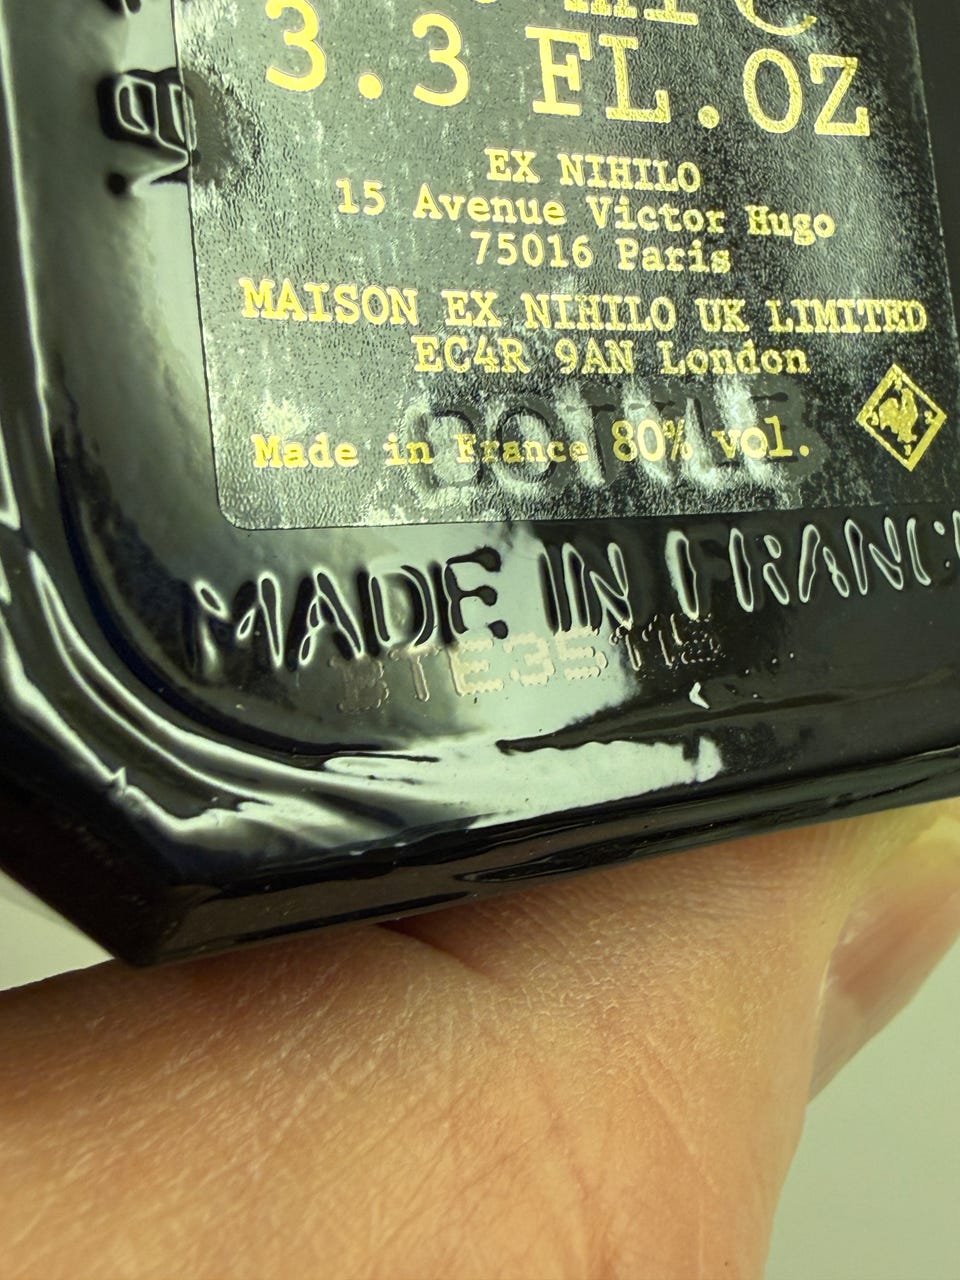 3.3 FL.OZ
EX NIHILO
15 Avenue Victor Hugo
75016 Paris
MAISON EX NIHILO UK LIMITED
EC4R 9AN London
BOTTLE
Made in France 80% vol.
MADE IN FRANC